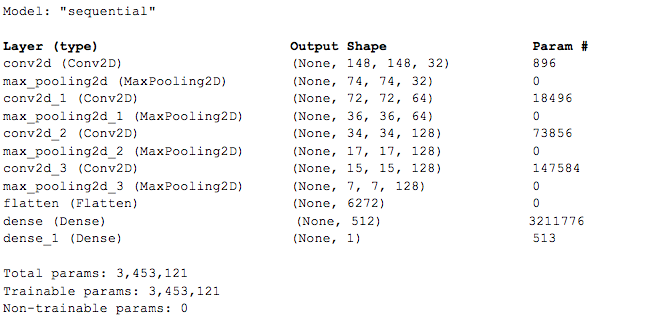 Model: "sequential"
Layer (type) Output Shape Param #
conv2d (Conv2D) (None, 148, 148, 32) 896
max_pooling2d (MaxPooling2D) (None, 74, 74, 32) 0
conv2d_1 (Conv2D) (None, 72, 72, 64) 18496
max_pooling2d_1 (MaxPooling2D) (None, 36, 36, 64) 0
conv2d_2 (Conv2D) (None, 34, 34, 128) 73856
max_pooling2d_2 (MaxPooling2D) (None, 17, 17, 128) 0
conv2d_3 (Conv2D) (None, 15, 15, 128) 147584
max_pooling2d_3 (MaxPooling2D) (None, 7, 7, 128) 0
flatten (Flatten) (None, 6272) 0
dense (Dense) (None, 512) 3211776
dense_1 (Dense) (None, 1) 513
Total params: 3,453,121
Trainable params: 3,453,121
Non-trainable params: 0